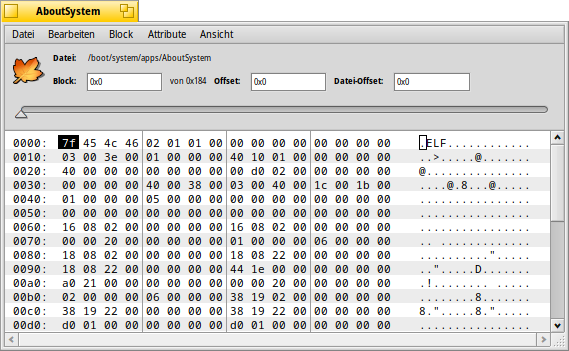 AboutSystem
Datei Bearbeiten Block Attribute Ansicht
Datei: /boot/system/apps/AboutSystem
Block: 0x0 von 0x184 Offset: 0x0 Datei-Offset: 0x0
0000: 7f 45 4c 46 02 01 01 00 00 00 00 00 00 00 00 00 .ELF............
0010: 03 00 3e 00 01 00 00 00 40 10 01 00 00 00 00 00 ..>.....@.......
0020: 40 00 00 00 00 00 00 00 00 d0 02 00 00 00 00 00 @...............
0030: 00 00 00 00 40 00 38 00 03 00 40 00 1c 00 1b 00 ....@.8...@.....
0040: 01 00 00 00 05 00 00 00 00 00 00 00 00 00 00 00 ................
0050: 00 00 00 00 00 00 00 00 00 00 00 00 00 00 00 00 ................
0060: 16 08 02 00 00 00 00 00 16 08 02 00 00 00 00 00 ................
0070: 00 00 20 00 00 00 00 00 01 00 00 00 06 00 00 00 .. .............
0080: 18 08 02 00 00 00 00 00 18 08 22 00 00 00 00 00 ..........".....
0090: 18 08 22 00 00 00 00 00 44 1e 00 00 00 00 00 00 ..".....D.......
00a0: a0 21 00 00 00 00 00 00 00 00 20 00 00 00 00 00 .!........ .....
00b0: 02 00 00 00 06 00 00 00 38 19 02 00 00 00 00 00 ........8.......
00c0: 38 19 22 00 00 00 00 00 38 19 22 00 00 00 00 00 8.".....8.".....
00d0: d0 01 00 00 00 00 00 00 d0 01 00 00 00 00 00 00 ................